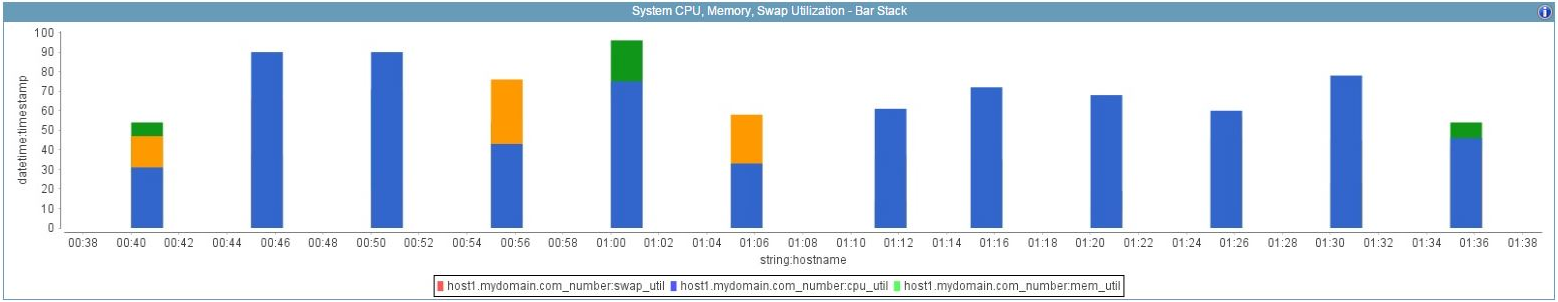 System CPU, Memory, Swap Utilization - Bar Stack
i
100
90
80
70
60
50
40
30
20
10
0
datetime:timestamp
00:38 00:40 00:42 00:44 00:46 00:48 00:50 00:52 00:54 00:56 00:58 01:00 01:02 01:04 01:06 01:08 01:10 01:12 01:14 01:16 01:18 01:20 01:22 01:24 01:26 01:28 01:30 01:32 01:34 01:36 01:38
string:hostname
host1.mydomain.com_number:swap_util host1.mydomain.com_number:cpu_util host1.mydomain.com_number:mem_util